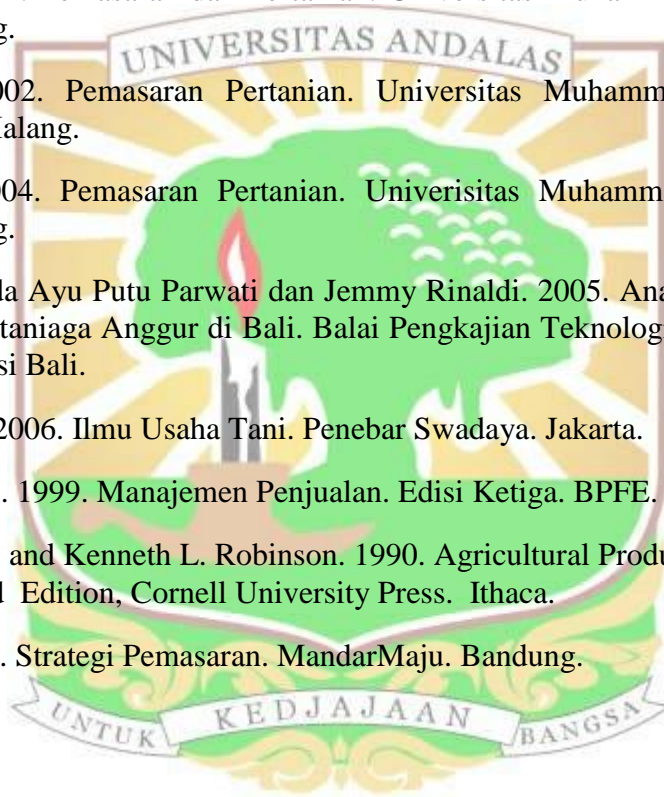 UNIVERSITAS ANDALAS
g.
002. Pemasaran Pertanian. Universitas Muhamm
Malang.
004. Pemasaran Pertanian. Univerisitas Muhamm
g.
da Ayu Putu Parwati dan Jemmy Rinaldi. 2005. Ana
taniaga Anggur di Bali. Balai Pengkajian Teknologi
si Bali.
2006. Ilmu Usaha Tani. Penebar Swadaya. Jakarta.
. 1999. Manajemen Penjualan. Edisi Ketiga. BPFE.
and Kenneth L. Robinson. 1990. Agricultural Produ
d Edition, Cornell University Press. Ithaca.
. Strategi Pemasaran. MandarMaju. Bandung.
UNTUK KEDJAJAAN BANGSA